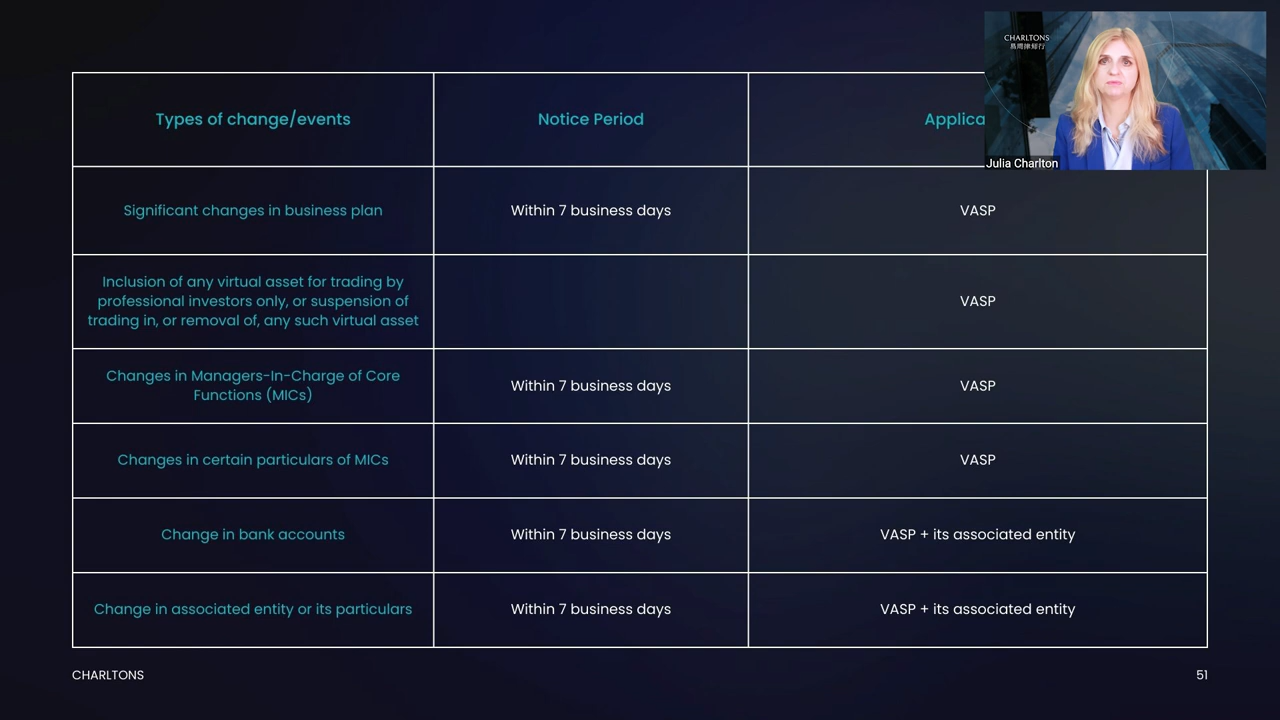 CHARLTONS
易周律師行
Julia Charlton
Types of change/events
Notice Period
Applica
Significant changes in business plan
Within 7 business days
VASP
Inclusion of any virtual asset for trading by
professional investors only, or suspension of
trading in, or removal of, any such virtual asset
VASP
Changes in Managers-In-Charge of Core
Functions (MICs)
Within 7 business days
VASP
Changes in certain particulars of MICs
Within 7 business days
VASP
Change in bank accounts
Within 7 business days
VASP + its associated entity
Change in associated entity or its particulars
Within 7 business days
VASP + its associated entity
CHARLTONS
51